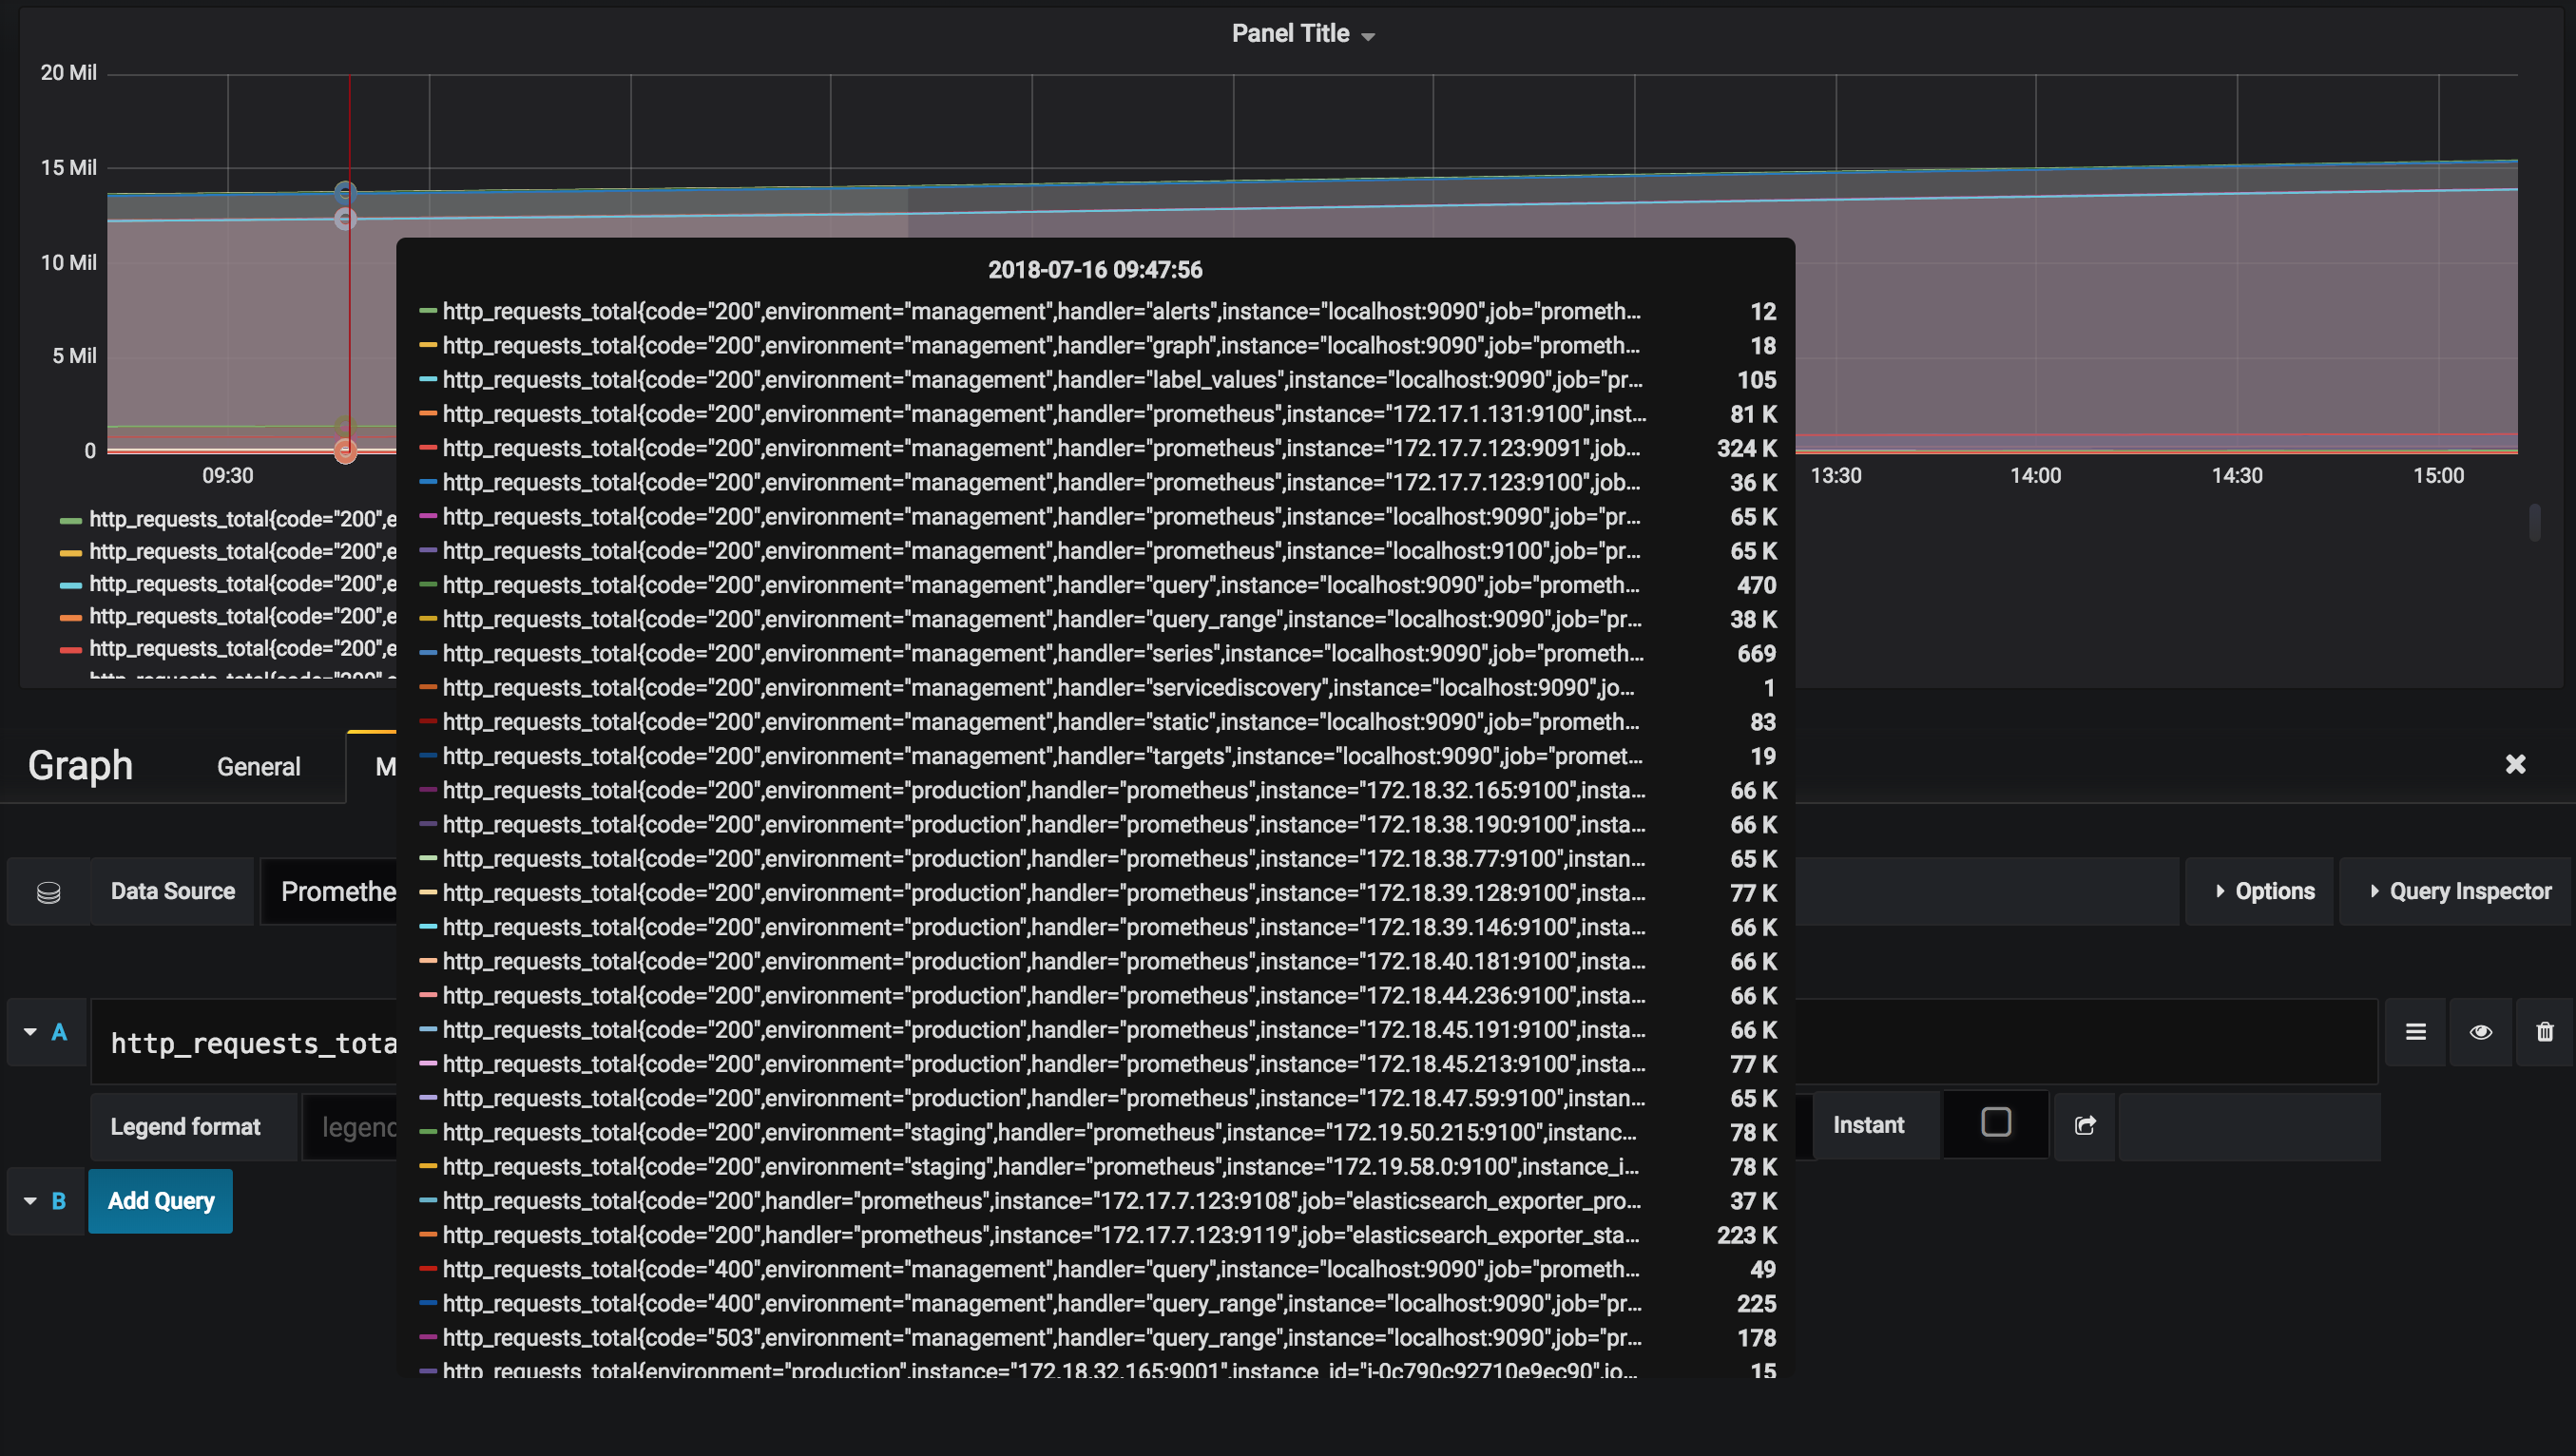 Panel Title
20 Mil
15 Mil
10 Mil
5 Mil
0
09:30
13:30
14:00
14:30
15:00
2018-07-16 09:47:56
http_requests_total{code="200",environment="management",handler="alerts",instance="localhost:9090",job="prometh... 12
http_requests_total{code="200",environment="management",handler="graph",instance="localhost:9090",job="prometh... 18
http_requests_total{code="200",environment="management",handler="label_values",instance="localhost:9090",job="pr... 105
http_requests_total{code="200",environment="management",handler="prometheus",instance="172.17.1.131:9100",inst... 81 K
http_requests_total{code="200",environment="management",handler="prometheus",instance="172.17.7.123:9091",job... 324 K
http_requests_total{code="200",environment="management",handler="prometheus",instance="172.17.7.123:9100",job... 36 K
http_requests_total{code="200",environment="management",handler="prometheus",instance="localhost:9090",job="pr... 65 K
http_requests_total{code="200",environment="management",handler="prometheus",instance="localhost:9100",job="pr... 65 K
http_requests_total{code="200",environment="management",handler="query",instance="localhost:9090",job="prometh... 470
http_requests_total{code="200",environment="management",handler="query_range",instance="localhost:9090",job="pr... 38 K
http_requests_total{code="200",environment="management",handler="series",instance="localhost:9090",job="prometh... 669
http_requests_total{code="200",environment="management",handler="servicediscovery",instance="localhost:9090",jo... 1
http_requests_total{code="200",environment="management",handler="static",instance="localhost:9090",job="prometh... 83
http_requests_total{code="200",environment="management",handler="targets",instance="localhost:9090",job="promet... 19
http_requests_total{code="200",environment="production",handler="prometheus",instance="172.18.32.165:9100",insta... 66 K
http_requests_total{code="200",environment="production",handler="prometheus",instance="172.18.38.190:9100",insta... 66 K
http_requests_total{code="200",environment="production",handler="prometheus",instance="172.18.38.77:9100",instan... 65 K
http_requests_total{code="200",environment="production",handler="prometheus",instance="172.18.39.128:9100",insta... 77 K
http_requests_total{code="200",environment="production",handler="prometheus",instance="172.18.39.146:9100",insta... 66 K
http_requests_total{code="200",environment="production",handler="prometheus",instance="172.18.40.181:9100",insta... 66 K
http_requests_total{code="200",environment="production",handler="prometheus",instance="172.18.44.236:9100",insta... 66 K
http_requests_total{code="200",environment="production",handler="prometheus",instance="172.18.45.191:9100",insta... 66 K
http_requests_total{code="200",environment="production",handler="prometheus",instance="172.18.45.213:9100",insta... 77 K
http_requests_total{code="200",environment="production",handler="prometheus",instance="172.18.47.59:9100",instan... 65 K
http_requests_total{code="200",environment="staging",handler="prometheus",instance="172.19.50.215:9100",instanc... 78 K
http_requests_total{code="200",environment="staging",handler="prometheus",instance="172.19.58.0:9100",instance_i... 78 K
http_requests_total{code="200",handler="prometheus",instance="172.17.7.123:9108",job="elasticsearch_exporter_pro... 37 K
http_requests_total{code="200",handler="prometheus",instance="172.17.7.123:9119",job="elasticsearch_exporter_sta... 223 K
http_requests_total{code="400",environment="management",handler="query",instance="localhost:9090",job="prometh... 49
http_requests_total{code="400",environment="management",handler="query_range",instance="localhost:9090",job="pr... 225
http_requests_total{code="503",environment="management",handler="query_range",instance="localhost:9090",job="pr... 178
http_requests_total{environment="production",instance="172.18.32.165:9001",instance_id="i-0c790c92710e9ec90",jo... 15
http_requests_total{code="200",e
http_requests_total{code="200",e
http_requests_total{code="200",e
http_requests_total{code="200",e
http_requests_total{code="200",e
http_requests_total{code="200",e
Graph General M
Data Source Promethe
Options Query Inspector
A http_requests_tota
Legend format legend
Instant
B Add Query